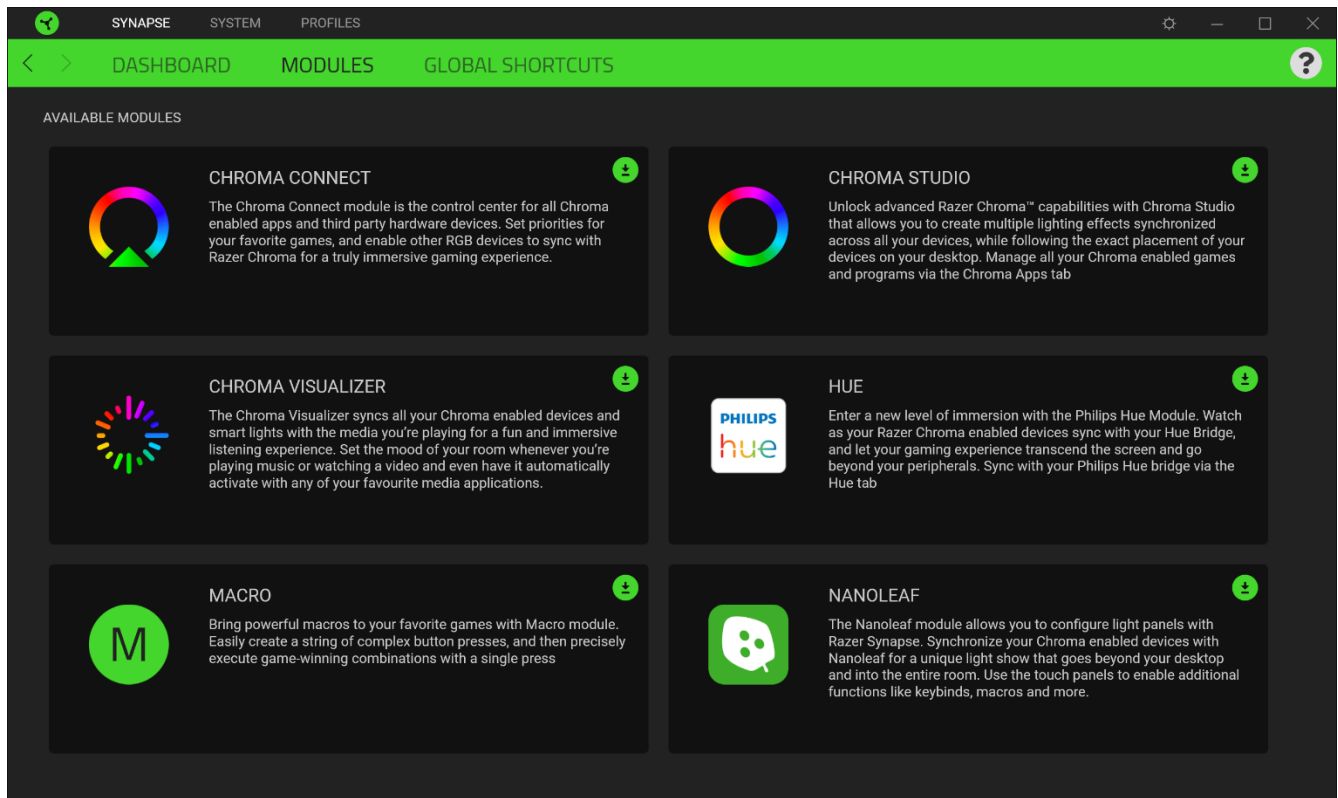 SYNAPSE SYSTEM PROFILES
DASHBOARD MODULES GLOBAL SHORTCUTS ?
AVAILABLE MODULES
CHROMA CONNECT
The Chroma Connect module is the control center for all Chroma
enabled apps and third party hardware devices. Set priorities for
your favorite games, and enable other RGB devices to sync with
Razer Chroma for a truly immersive gaming experience.
CHROMA STUDIO
Unlock advanced Razer Chroma™ capabilities with Chroma Studio
that allows you to create multiple lighting effects synchronized
across all your devices, while following the exact placement of your
devices on your desktop. Manage all your Chroma enabled games
and programs via the Chroma Apps tab
CHROMA VISUALIZER
The Chroma Visualizer syncs all your Chroma enabled devices and
smart lights with the media you're playing for a fun and immersive
listening experience. Set the mood of your room whenever you're
playing music or watching a video and even have it automatically
activate with any of your favourite media applications.
PHILIPS
hue
HUE
Enter a new level of immersion with the Philips Hue Module. Watch
as your Razer Chroma enabled devices sync with your Hue Bridge,
and let your gaming experience transcend the screen and go
beyond your peripherals. Sync with your Philips Hue bridge via the
Hue tab
M
MACRO
Bring powerful macros to your favorite games with Macro module.
Easily create a string of complex button presses, and then precisely
execute game-winning combinations with a single press
NANOLEAF
The Nanoleaf module allows you to configure light panels with
Razer Synapse. Synchronize your Chroma enabled devices with
Nanoleaf for a unique light show that goes beyond your desktop
and into the entire room. Use the touch panels to enable additional
functions like keybinds, macros and more.